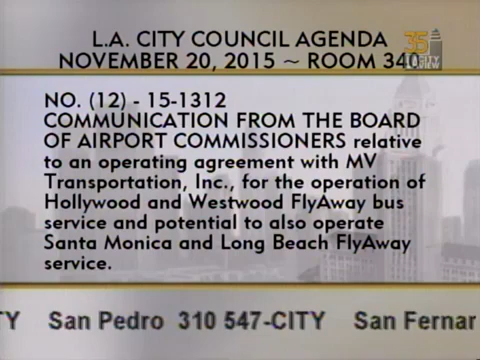 L.A. CITY COUNCIL AGENDA
NOVEMBER 20, 2015 ~ ROOM 340
35
CITY
VIEW
NO. (12) - 15-1312
COMMUNICATION FROM THE BOARD
OF AIRPORT COMMISSIONERS relative
to an operating agreement with MV
Transportation, Inc., for the operation of
Hollywood and Westwood FlyAway bus
service and potential to also operate
Santa Monica and Long Beach FlyAway
service.
TY San Pedro 310 547-CITY San Fernar